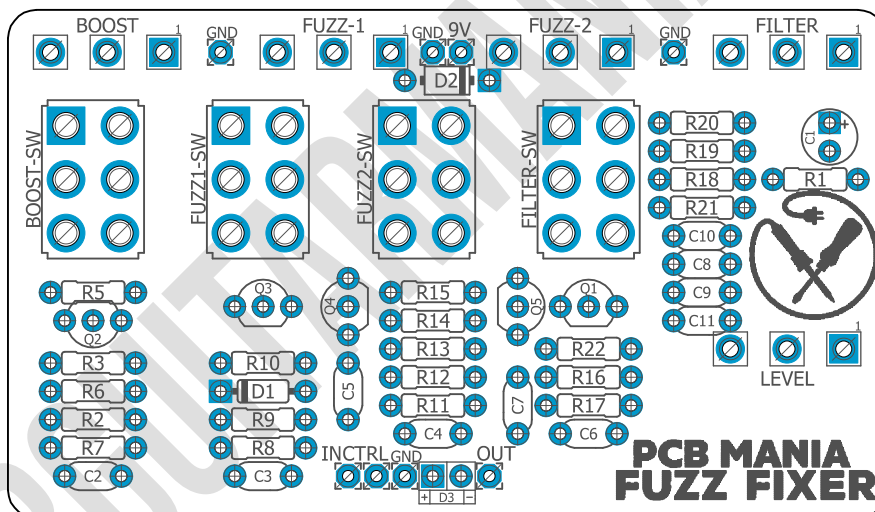 BOOST FUZZ-1 FUZZ-2 FILTER
1 GND 1 GND 9V 1 GND 1
D2
BOOST-SW
FUZZ1-SW
FUZZ2-SW
FILTER-SW
R20
R19
R18
R21
C10
C8
C9
C11
C1 +
R1
1
LEVEL
R5
Q2
R3
R6
R2
R7
C2
Q3
R10
D1
R9
R8
C3
Q4
C5
R15
R14
R13
R12
R11
C4
Q5
C7
Q1
R22
R16
R17
C6
INCTRL GND OUT
+ D3 -
PCB MANIA
FUZZ FIXER